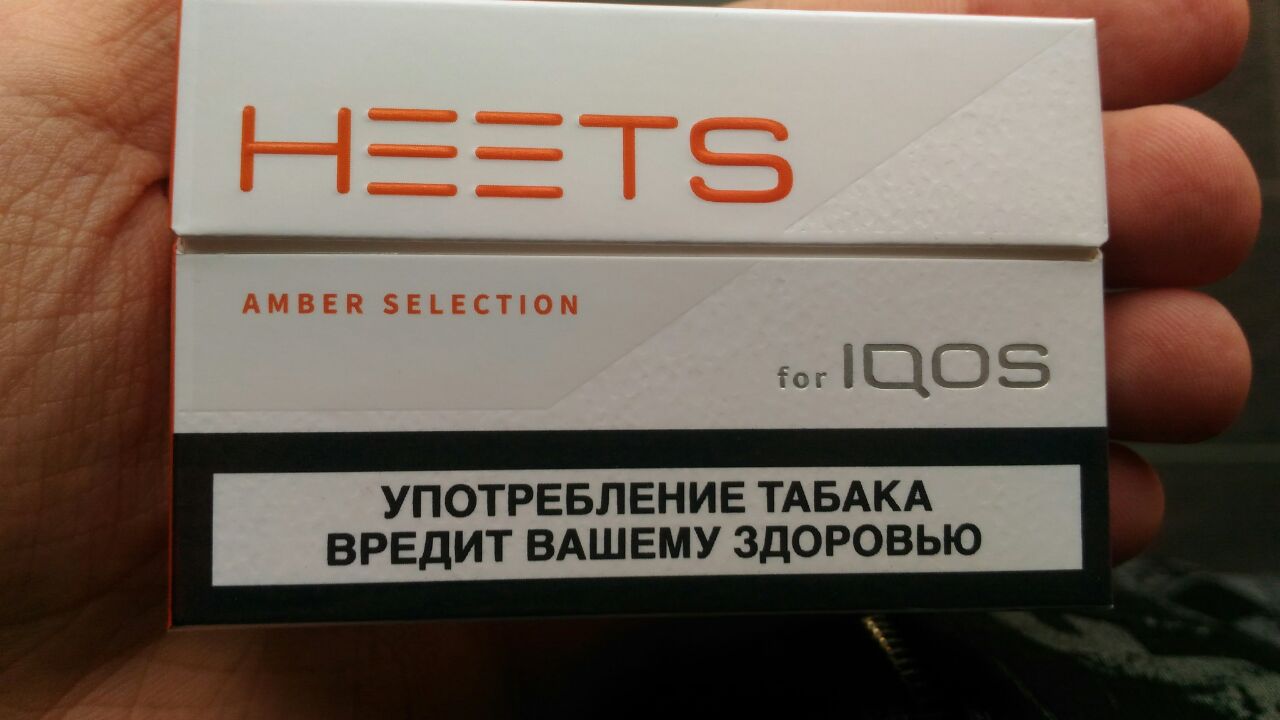 HEETS
AMBER SELECTION
for IQOS
УПОТРЕБЛЕНИЕ ТАБАКА
ВРЕДИТ ВАШЕМУ ЗДОРОВЬЮ